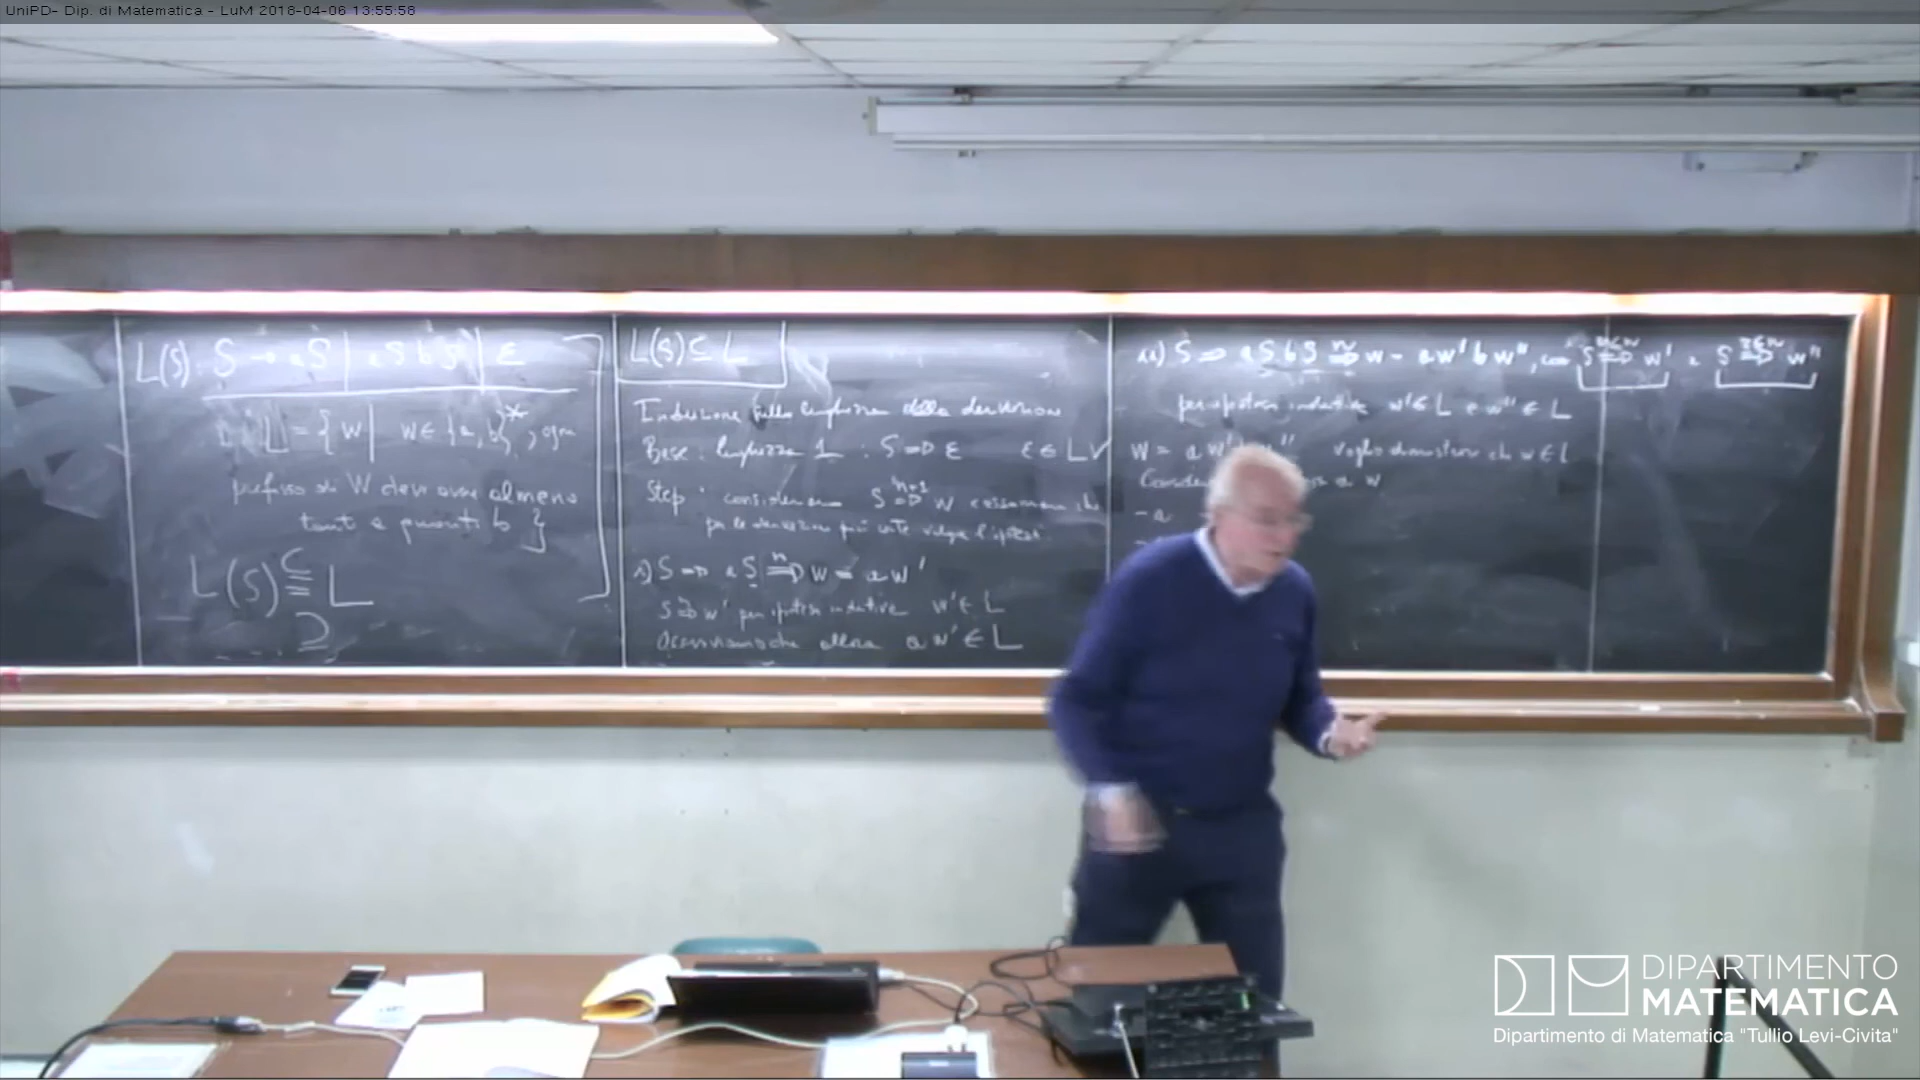 UniPD- Dip. di Matematica - LuM 2018-04-06 13:55:58
L(S): S → aS | aSbS | ε
L = { w | w ∈ {a, b}*, ogni
prefisso di w deve avere almeno
tanti a quanti b }
L(S) ⊆ = L
⊇
L(S) ⊆ L
Induzione sulla lunghezza della derivazione
Base: lunghezza 1 : S ⇒ ε ε ∈ L √
Step: consideriamo S ⇒ n+1 w e assumiamo che
per le derivazioni più corte valga l'ipotesi.
i) S ⇒ aS ⇒ n w = aw'
S ⇒ n w' per ipotesi induttiva w' ∈ L
Osserviamo che allora aw' ∈ L
ii) S ⇒ aSbS ⇒ n w = aw'bw'', con S ⇒ w' e S ⇒ w''
per ipotesi induttiva w' ∈ L e w'' ∈ L
w = aw' '' voglio dimostrare che w ∈ L
w
- a
DIPARTIMENTO
MATEMATICA
Dipartimento di Matematica "Tullio Levi-Civita"